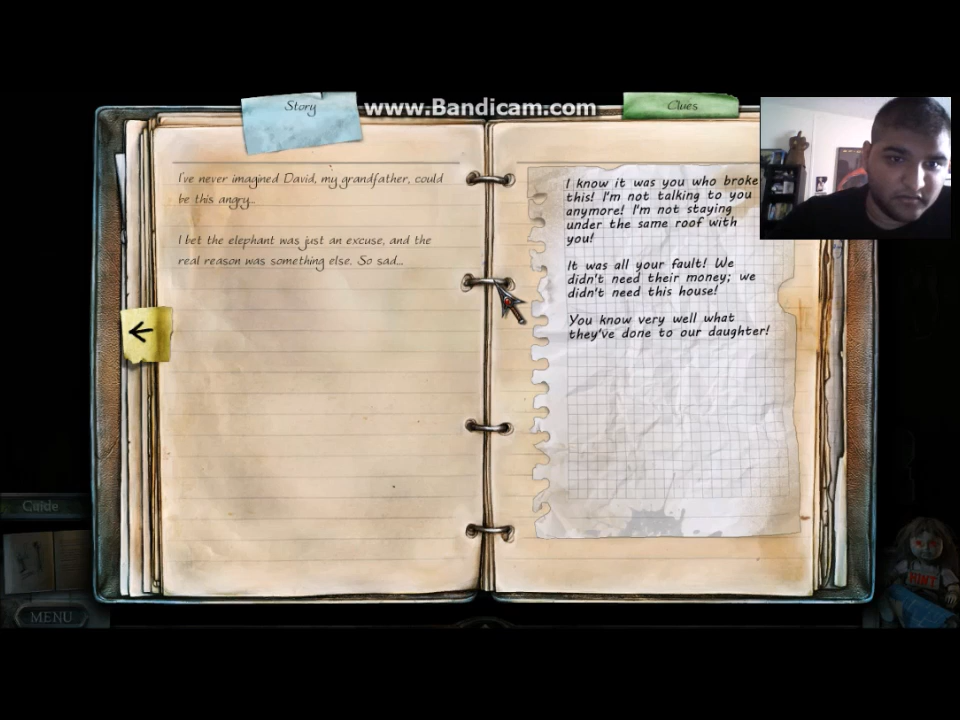 Story
www.Bandicam.com
Clues
I've never imagined David, my grandfather, could
be this angry...
I bet the elephant was just an excuse, and the
real reason was something else. So sad...
I know it was you who broke
this! I'm not talking to you
anymore! I'm not staying
under the same roof with
you!
It was all your fault! We
didn't need their money; we
didn't need this house!
You know very well what
they've done to our daughter!
Guide
MENU
HINT